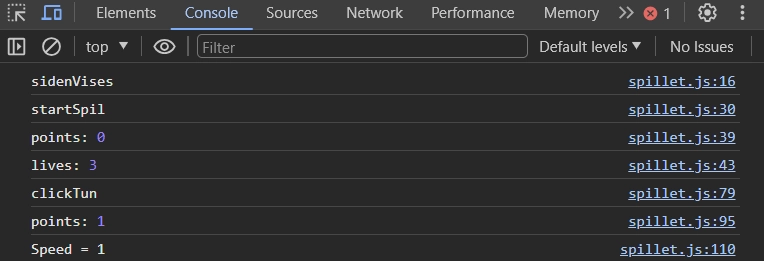 Elements Console Sources Network Performance Memory 1
top Filter Default levels No Issues
sidenVises spillet.js:16
startSpil spillet.js:30
points: 0 spillet.js:39
lives: 3 spillet.js:43
clickTun spillet.js:79
points: 1 spillet.js:95
Speed = 1 spillet.js:110